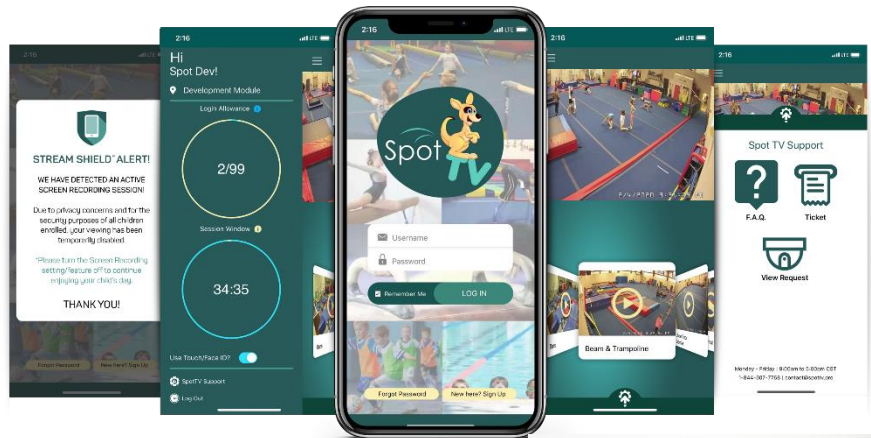 2:16
LTE
STREAM SHIELD™ ALERT!
WE HAVE DETECTED AN ACTIVE
SCREEN RECORDING SESSION!
Due to privacy concerns and for the
security purposes of all children
enrolled, your viewing has been
temporarily disabled.
*Please turn the Screen Recording
setting/feature off to continue
enjoying your child's day.
THANK YOU!
Forgot Password
New here? Sign Up
2:16
LTE
Hi
Spot Dev!
Development Module
Login Allowance
2/99
Session Window
34:35
Use Touch/Face ID?
SpotTV Support
Log Out
2:16
LTE
Spot
TV
Username
Password
Remember Me
LOG IN
Forgot Password
New here? Sign Up
2:16
LTE
Beam & Trampoline
2:16
LTE
Spot TV Support
F.A.Q.
Ticket
View Request
Monday - Friday | 9:00am to 5:00pm CDT
1-844-307-7768 | contact@spottv.pro